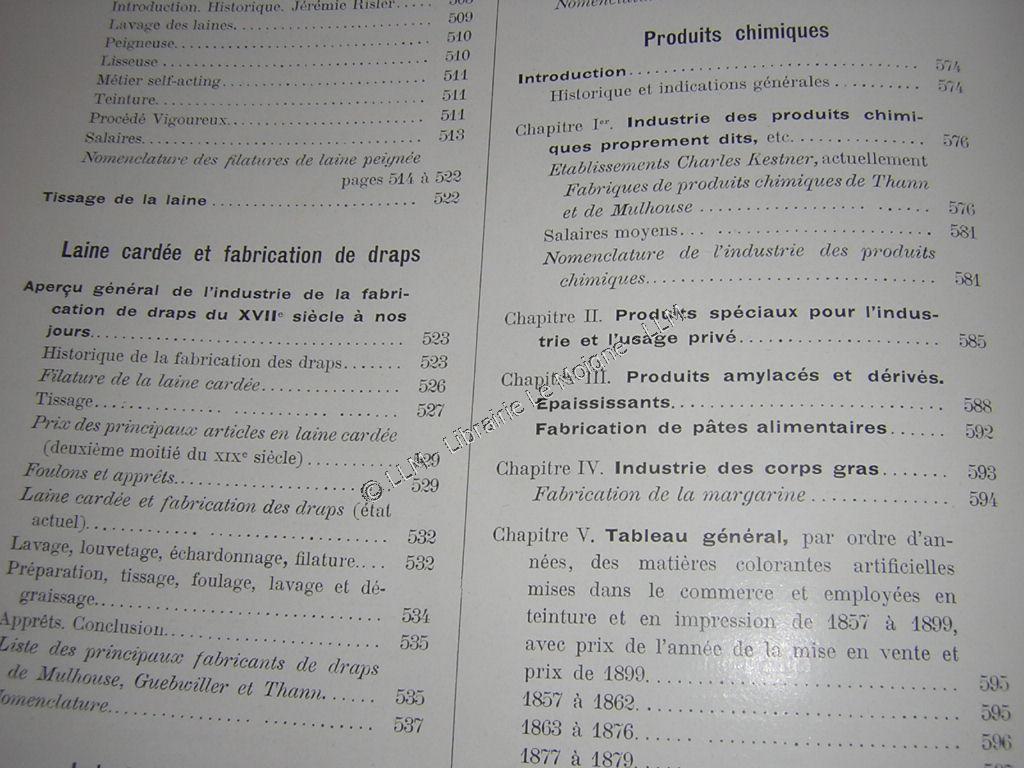 Introduction. Historique. Jérémie Risler
Lavage des laines. 509
Peigneuse. 510
Lisseuse 510
Métier self-acting 511
Teinture. 511
Procédé Vigoureux. 511
Salaires. 513
Nomenclature des filatures de laine peignée
pages 514 à 522
Tissage de la laine 522
Laine cardée et fabrication de draps
Aperçu général de l'industrie de la fabri-
cation de draps du XVIIe siècle à nos
jours. 523
Historique de la fabrication des draps. 523
Filature de la laine cardée. 526
Tissage. 527
Prix des principaux articles en laine cardée
(deuxième moitié du XIXe siècle) 529
Foulons et apprêts. 529
Laine cardée et fabrication des draps (état
actuel). 532
Lavage, louvetage, échardonnage, filature. 532
Préparation, tissage, foulage, lavage et dé-
graissage. 534
Apprêts. Conclusion. 535
Liste des principaux fabricants de draps
de Mulhouse, Guebwiller et Thann. 535
Nomenclature. 537
Nomenclatur
Produits chimiques
Introduction 574
Historique et indications générales 574
Chapitre Ier. Industrie des produits chimi-
ques proprement dits, etc. 576
Etablissements Charles Kestner, actuellement
Fabriques de produits chimiques de Thann
et de Mulhouse 576
Salaires moyens. 581
Nomenclature de l'industrie des produits
chimiques. 581
Chapitre II. Produits spéciaux pour l'indus-
trie et l'usage privé. 585
Chapitre III. Produits amylacés et dérivés.
Epaississants. 588
Fabrication de pâtes alimentaires 592
Chapitre IV. Industrie des corps gras 593
Fabrication de la margarine 594
Chapitre V. Tableau général, par ordre d'an-
nées, des matières colorantes artificielles
mises dans le commerce et employées en
teinture et en impression de 1857 à 1899,
avec prix de l'année de la mise en vente et
prix de 1899. 595
1857 à 1862. 595
1863 à 1876. 596
1877 à 1879.
© LLM - Librairie Le Moigne - LLM